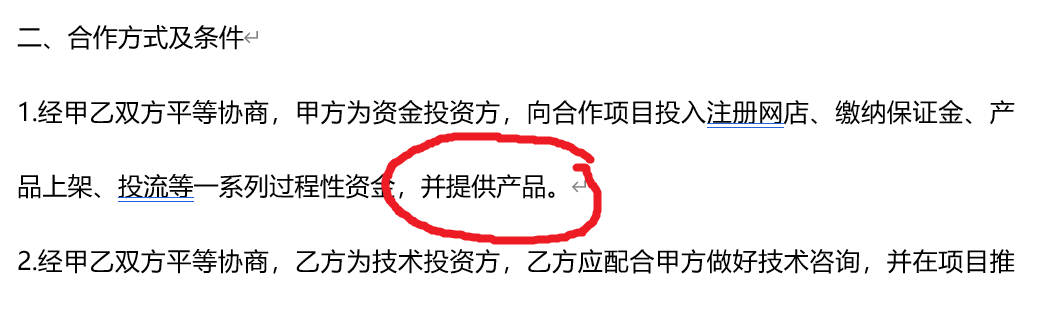 二、合作方式及条件
1.经甲乙双方平等协商，甲方为资金投资方，向合作项目投入注册网店、缴纳保证金、产
品上架、投流等一系列过程性资金，并提供产品。
2.经甲乙双方平等协商，乙方为技术投资方，乙方应配合甲方做好技术咨询，并在项目推